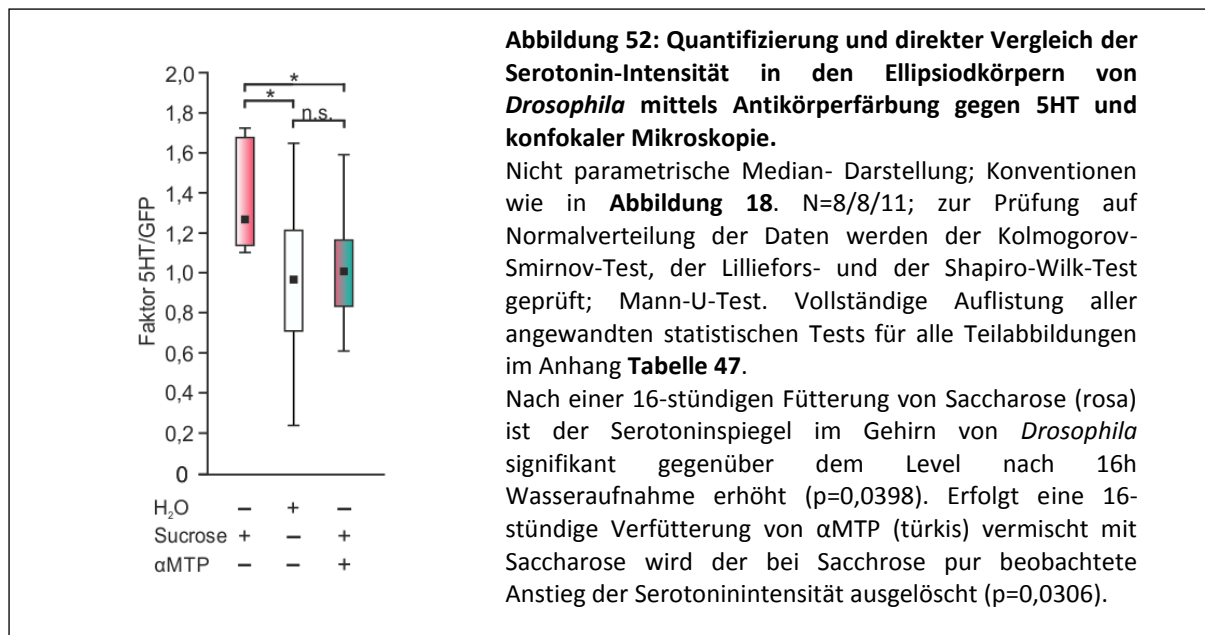 2,0
1,8
1,6
1,4
1,2
1,0
0,8
0,6
0,4
0,2
0
Faktor 5HT/GFP
*
*
n.s.
H₂O − + −
Sucrose + − +
αMTP − − +
Abbildung 52: Quantifizierung und direkter Vergleich der
Serotonin-Intensität in den Ellipsiodkörpern von
Drosophila mittels Antikörperfärbung gegen 5HT und
konfokaler Mikroskopie.
Nicht parametrische Median- Darstellung; Konventionen
wie in Abbildung 18. N=8/8/11; zur Prüfung auf
Normalverteilung der Daten werden der Kolmogorov-
Smirnov-Test, der Lilliefors- und der Shapiro-Wilk-Test
geprüft; Mann-U-Test. Vollständige Auflistung aller
angewandten statistischen Tests für alle Teilabbildungen
im Anhang Tabelle 47.
Nach einer 16-stündigen Fütterung von Saccharose (rosa)
ist der Serotoninspiegel im Gehirn von Drosophila
signifikant gegenüber dem Level nach 16h
Wasseraufnahme erhöht (p=0,0398). Erfolgt eine 16-
stündige Verfütterung von αMTP (türkis) vermischt mit
Saccharose wird der bei Sacchrose pur beobachtete
Anstieg der Serotoninintensität ausgelöscht (p=0,0306).